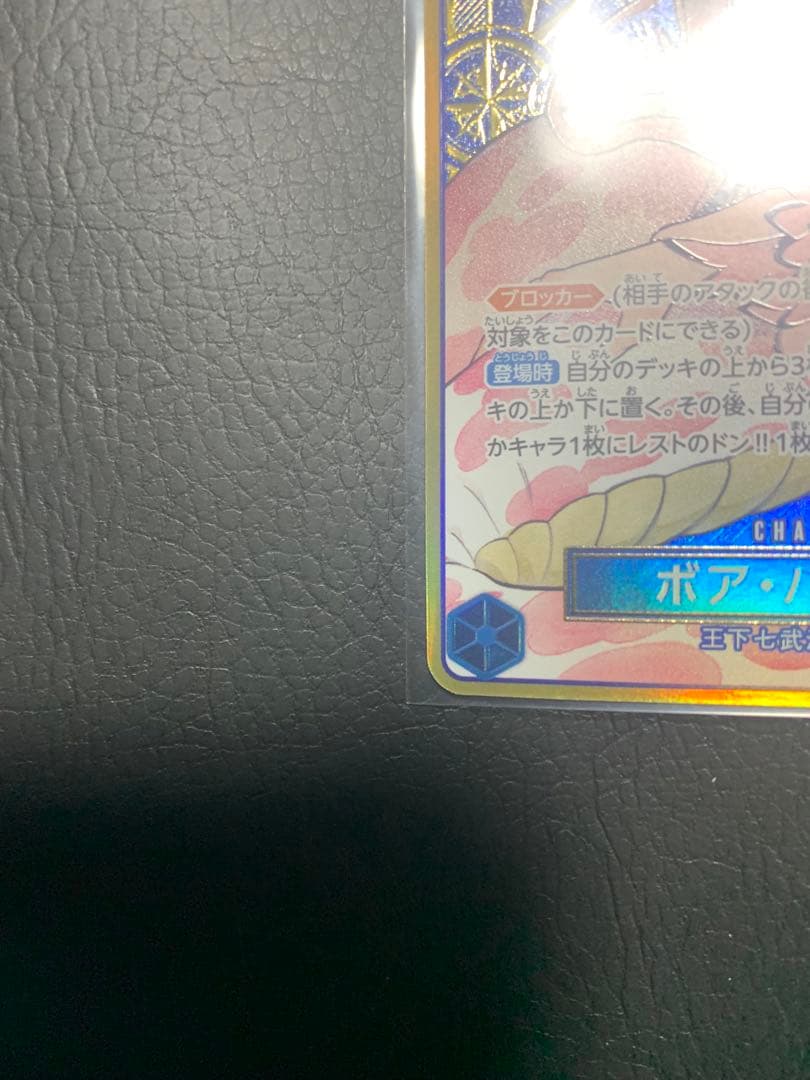 ブロッカー (相手のアタックの
対象をこのカードにできる)
登場時 自分のデッキの上から3
キの上か下に置く。その後、自分
かキャラ1枚にレストのドン!!1枚
CHA
ボア・ハ
王下七武